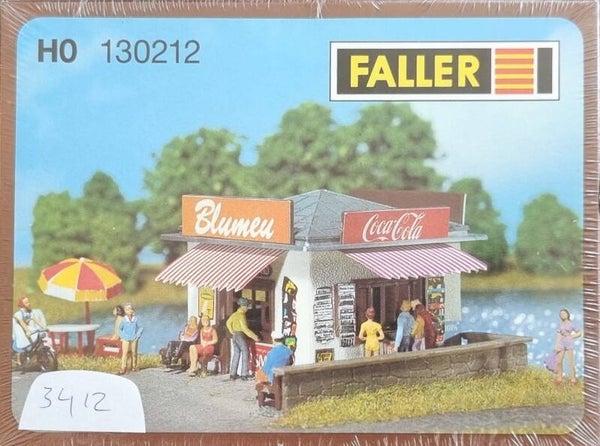 H0 130212
FALLER
Blumen
Coca-Cola
3412